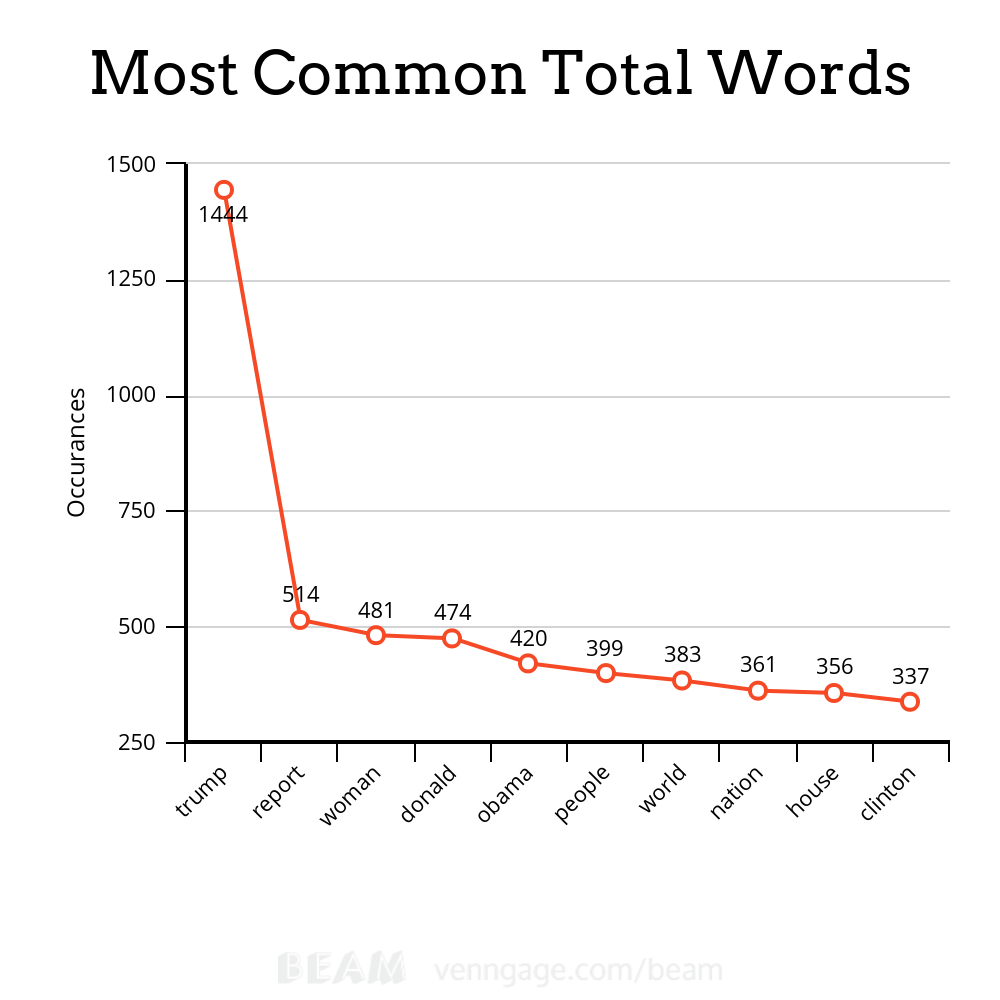 Most Common Total Words
1500
1444
1250
1000
Occurances
750
514
481
474
500
420
399
383
361
356
337
250
trump
report
woman
donald
obama
people
world
nation
house
clinton
BEAM venngage.com/beam